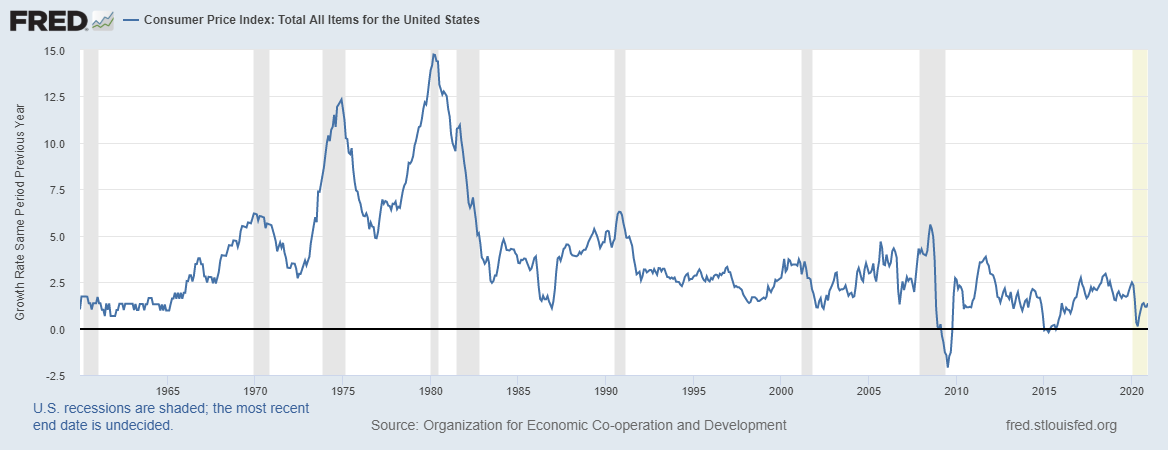 FRED
Consumer Price Index: Total All Items for the United States
Growth Rate Same Period Previous Year
15.0
12.5
10.0
7.5
5.0
2.5
0.0
-2.5
1965 1970 1975 1980 1985 1990 1995 2000 2005 2010 2015 2020
U.S. recessions are shaded; the most recent
end date is undecided.
Source: Organization for Economic Co-operation and Development
fred.stlouisfed.org